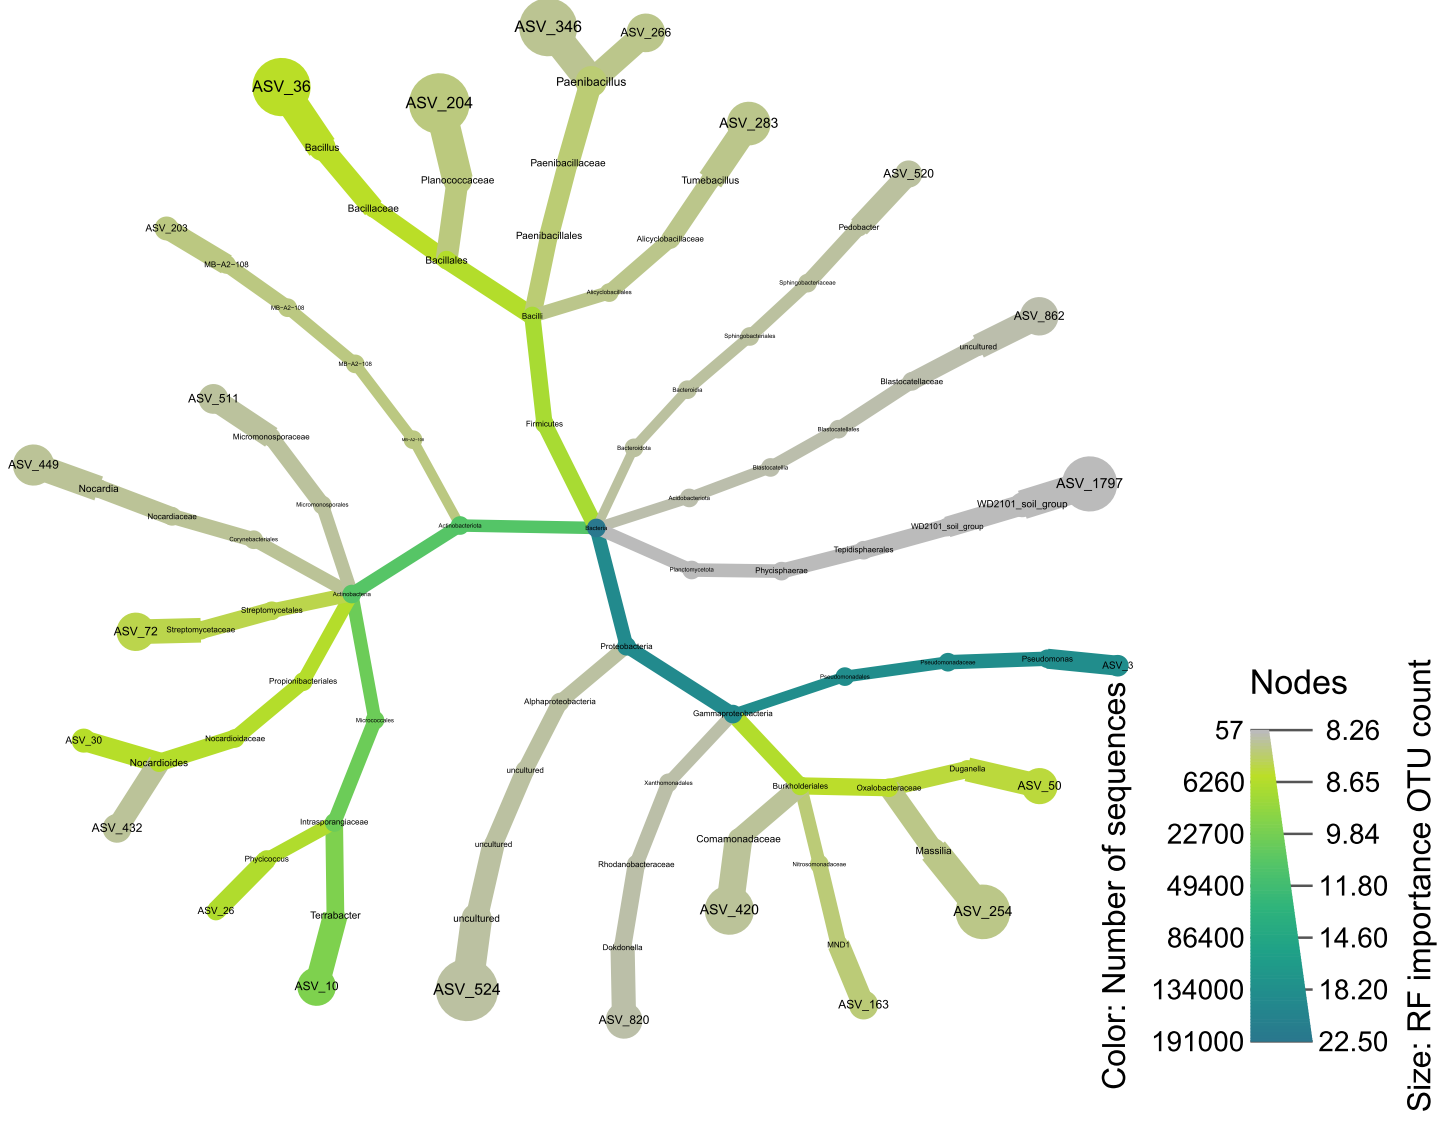 ASV_346
ASV_266
Paenibacillus
ASV_36
ASV_204
ASV_283
Bacillus
Paenibacillaceae
ASV_520
Planococcaceae
Tumebacillus
Bacillaceae
ASV_203
Pedobacter
Paenibacillales
Alicyclobacillaceae
Bacillales
MB−A2−108
Sphingobacteriaceae
Alicyclobacillales
MB−A2−108
Bacilli
ASV_862
Sphingobacteriales
uncultured
MB−A2−108
Blastocatellaceae
Bacteroidia
ASV_511
Firmicutes
Blastocatellales
Micromonosporaceae
MB−A2−108
Bacteroidota
ASV_449
Blastocatellia
Nocardia
ASV_1797
Acidobacteriota
Micromonosporales
WD2101_soil_group
Nocardiaceae
Actinobacteriota
Bacteria
WD2101_soil_group
Corynebacteriales
Tepidisphaerales
Planctomycetota
Phycisphaerae
Actinobacteria
Streptomycetales
ASV_72
Streptomycetaceae
Proteobacteria
Pseudomonas
Pseudomonadaceae
ASV_3
Pseudomonadales
Propionibacteriales
Alphaproteobacteria
Gammaproteobacteria
Micrococcales
ASV_30
Nocardioidaceae
Nocardioides
uncultured
Xanthomonadales
Duganella
Burkholderiales
Oxalobacteraceae
ASV_50
Intrasporangiaceae
ASV_432
uncultured
Comamonadaceae
Massilia
Phycicoccus
Rhodanobacteraceae
Nitrosomonadaceae
ASV_26
Terrabacter
uncultured
ASV_420
ASV_254
Dokdonella
MND1
ASV_10
ASV_524
ASV_163
ASV_820
Nodes
Color: Number of sequences
57 8.26
6260 8.65
22700 9.84
49400 11.80
86400 14.60
134000 18.20
191000 22.50
Size: RF importance OTU count